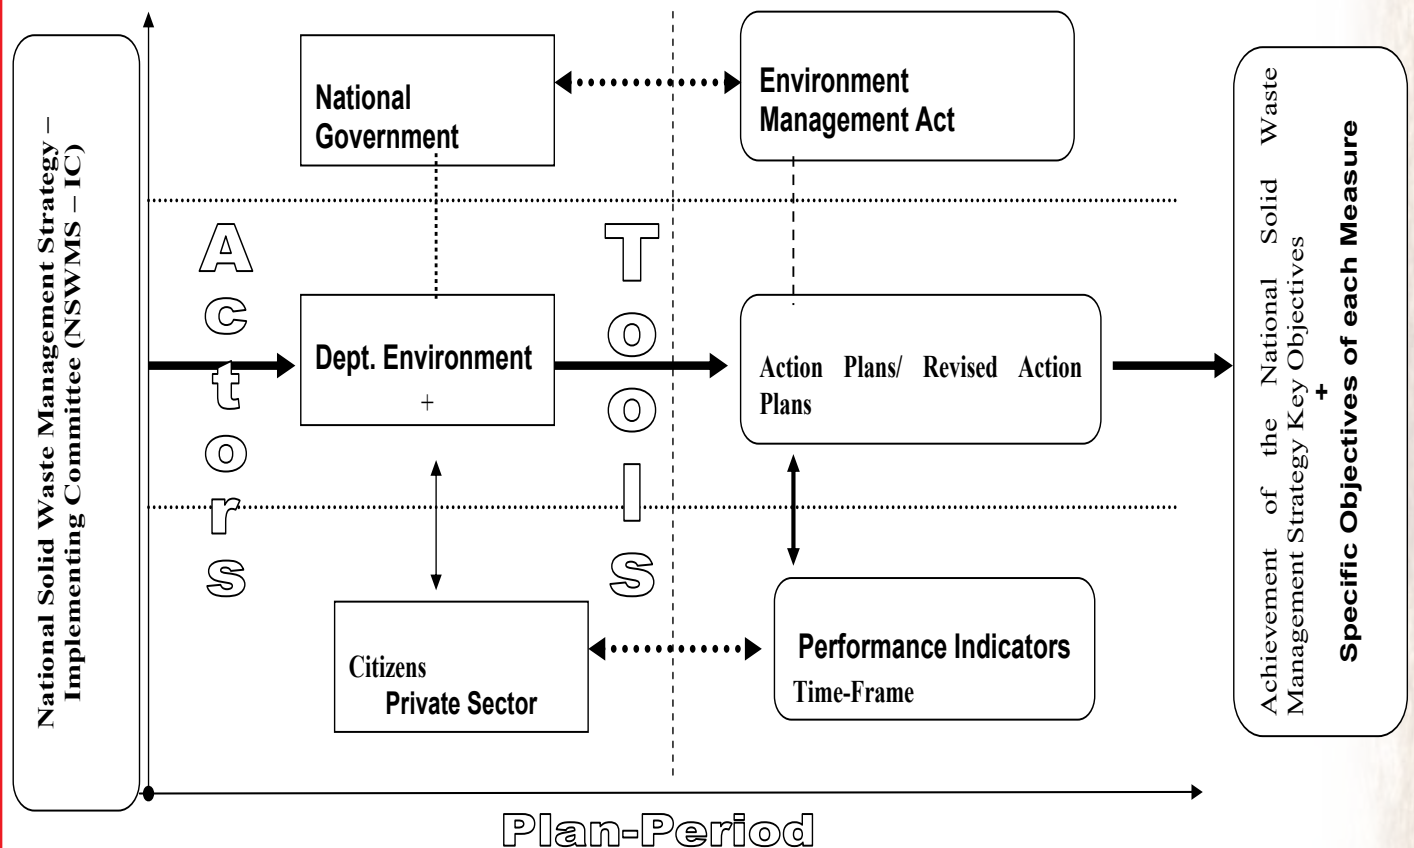 National Solid Waste Management Strategy –
Implementing Committee (NSWMS – IC)
National
Government
Environment
Management Act
Actors
Tools
Dept. Environment
+
Action Plans/ Revised Action
Plans
Citizens
Private Sector
Performance Indicators
Time-Frame
Achievement of the National Solid Waste
Management Strategy Key Objectives
+
Specific Objectives of each Measure
Plan-Period